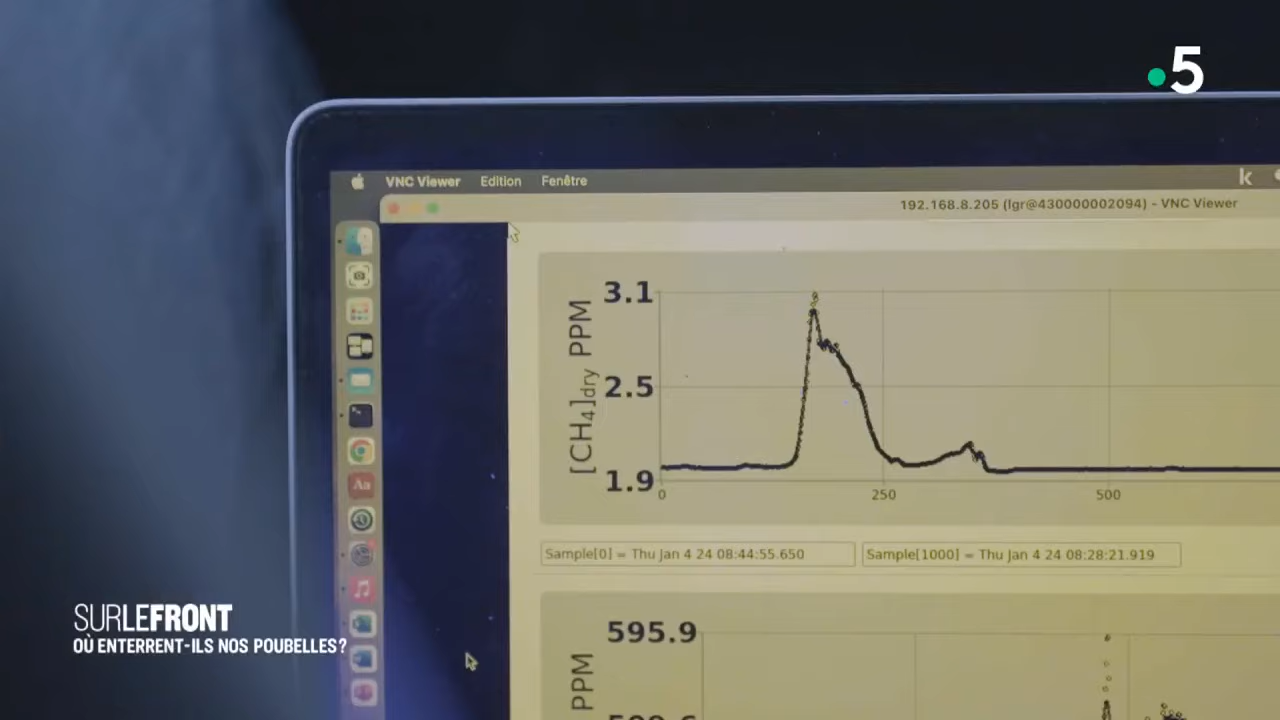 5
VNC Viewer Edition Fenêtre
k
192.168.8.205 (lgr@430000002094) - VNC Viewer
3.1
2.5
1.9
[CH₄]dry PPM
0 250 500
Aa
Sample[0] = Thu Jan 4 24 08:44:55.650
Sample[1000] = Thu Jan 4 24 08:28:21.919
595.9
PPM
SURLEFRONT
OÙ ENTERRENT-ILS NOS POUBELLES?